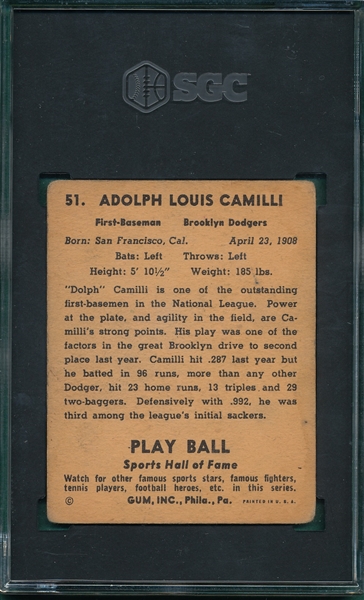 SGC
51. ADOLPH LOUIS CAMILLI
First-Baseman Brooklyn Dodgers
Born: San Francisco, Cal. April 23, 1908
Bats: Left Throws: Left
Height: 5' 10½" Weight: 185 lbs.
"Dolph" Camilli is one of the outstanding
first-basemen in the National League. Power
at the plate, and agility in the field, are Ca-
milli's strong points. His play was one of the
factors in the great Brooklyn drive to second
place last year. Camilli hit .287 last year but
he batted in 96 runs, more than any other
Dodger, hit 23 home runs, 13 triples and 29
two-baggers. Defensively with .992, he was
third among the league's initial sackers.
PLAY BALL
Sports Hall of Fame
Watch for other famous sports stars, famous fighters,
tennis players, football heroes, etc. in this series.
© GUM, INC., Phila., Pa. PRINTED IN U. S. A.